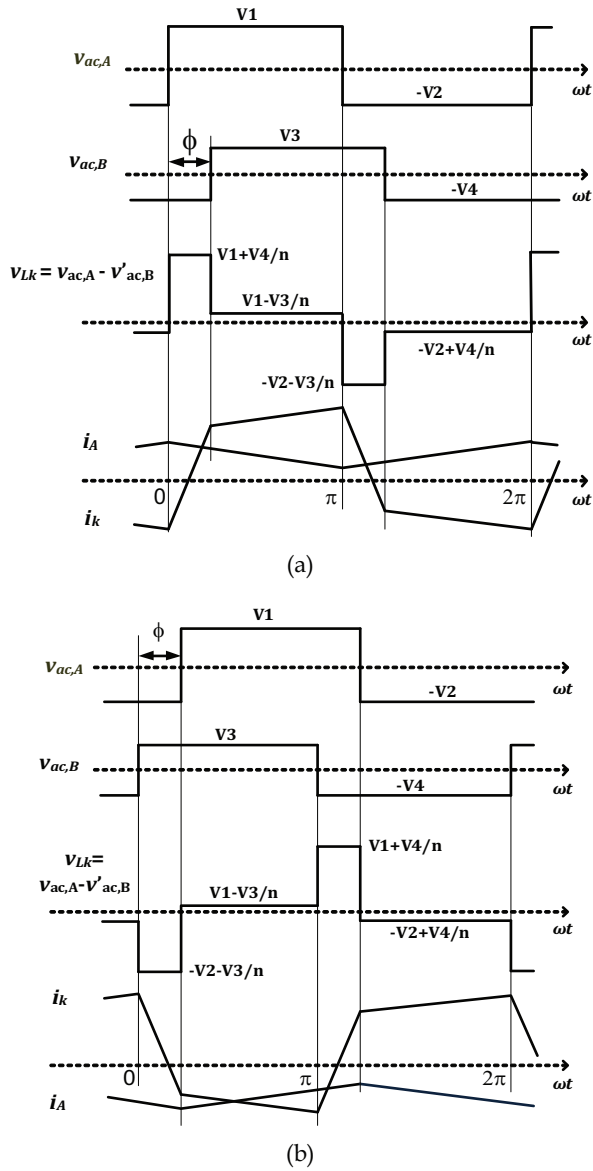 V1
v_ac,A
-V2
ωt
ϕ
V3
v_ac,B
-V4
ωt
V1+V4/n
v_Lk = v_ac,A - v'_ac,B
V1-V3/n
ωt
-V2+V4/n
-V2-V3/n
i_A
0
π
2π
ωt
i_k
(a)
ϕ
V1
v_ac,A
ωt
-V2
V3
v_ac,B
-V4
ωt
V1+V4/n
v_Lk=
v_ac,A-v'_ac,B
V1-V3/n
ωt
-V2+V4/n
-V2-V3/n
i_k
0
π
2π
ωt
i_A
(b)